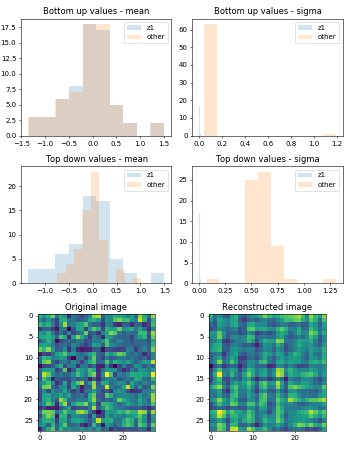 Bottom up values - mean
Bottom up values - sigma
17.5
15.0
12.5
10.0
7.5
5.0
2.5
0.0
z1
other
-1.5 -1.0 -0.5 0.0 0.5 1.0 1.5
60
50
40
30
20
10
0
z1
other
0.0 0.2 0.4 0.6 0.8 1.0 1.2
Top down values - mean
Top down values - sigma
20
15
10
5
0
z1
other
-1.0 -0.5 0.0 0.5 1.0 1.5
25
20
15
10
5
0
z1
other
0.00 0.25 0.50 0.75 1.00 1.25
Original image
Reconstructed image
0
5
10
15
20
25
0 10 20
0
5
10
15
20
25
0 10 20